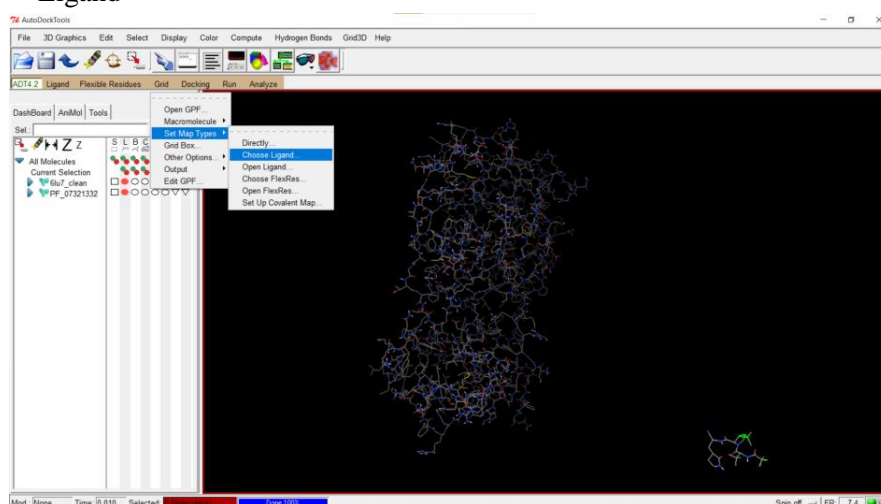 Ligand
AutoDockTools
File 3D Graphics Edit Select Display Color Compute Hydrogen Bonds Grid3D Help
ADT4.2 Ligand Flexible Residues Grid Docking Run Analyze
DashBoard AniMol Tools
Sel.:
S L B C
All Molecules
Current Selection
6lu7_clean
PF_07321332
Open GPF...
Macromolecule
Set Map Types
Grid Box...
Other Options...
Output
Edit GPF...
Directly...
Choose Ligand...
Open Ligand...
Choose FlexRes...
Open FlexRes...
Set Up Covalent Map...
Mod.: None Time: 0.010 Selected: Done 100% Spin off FR: 7.4